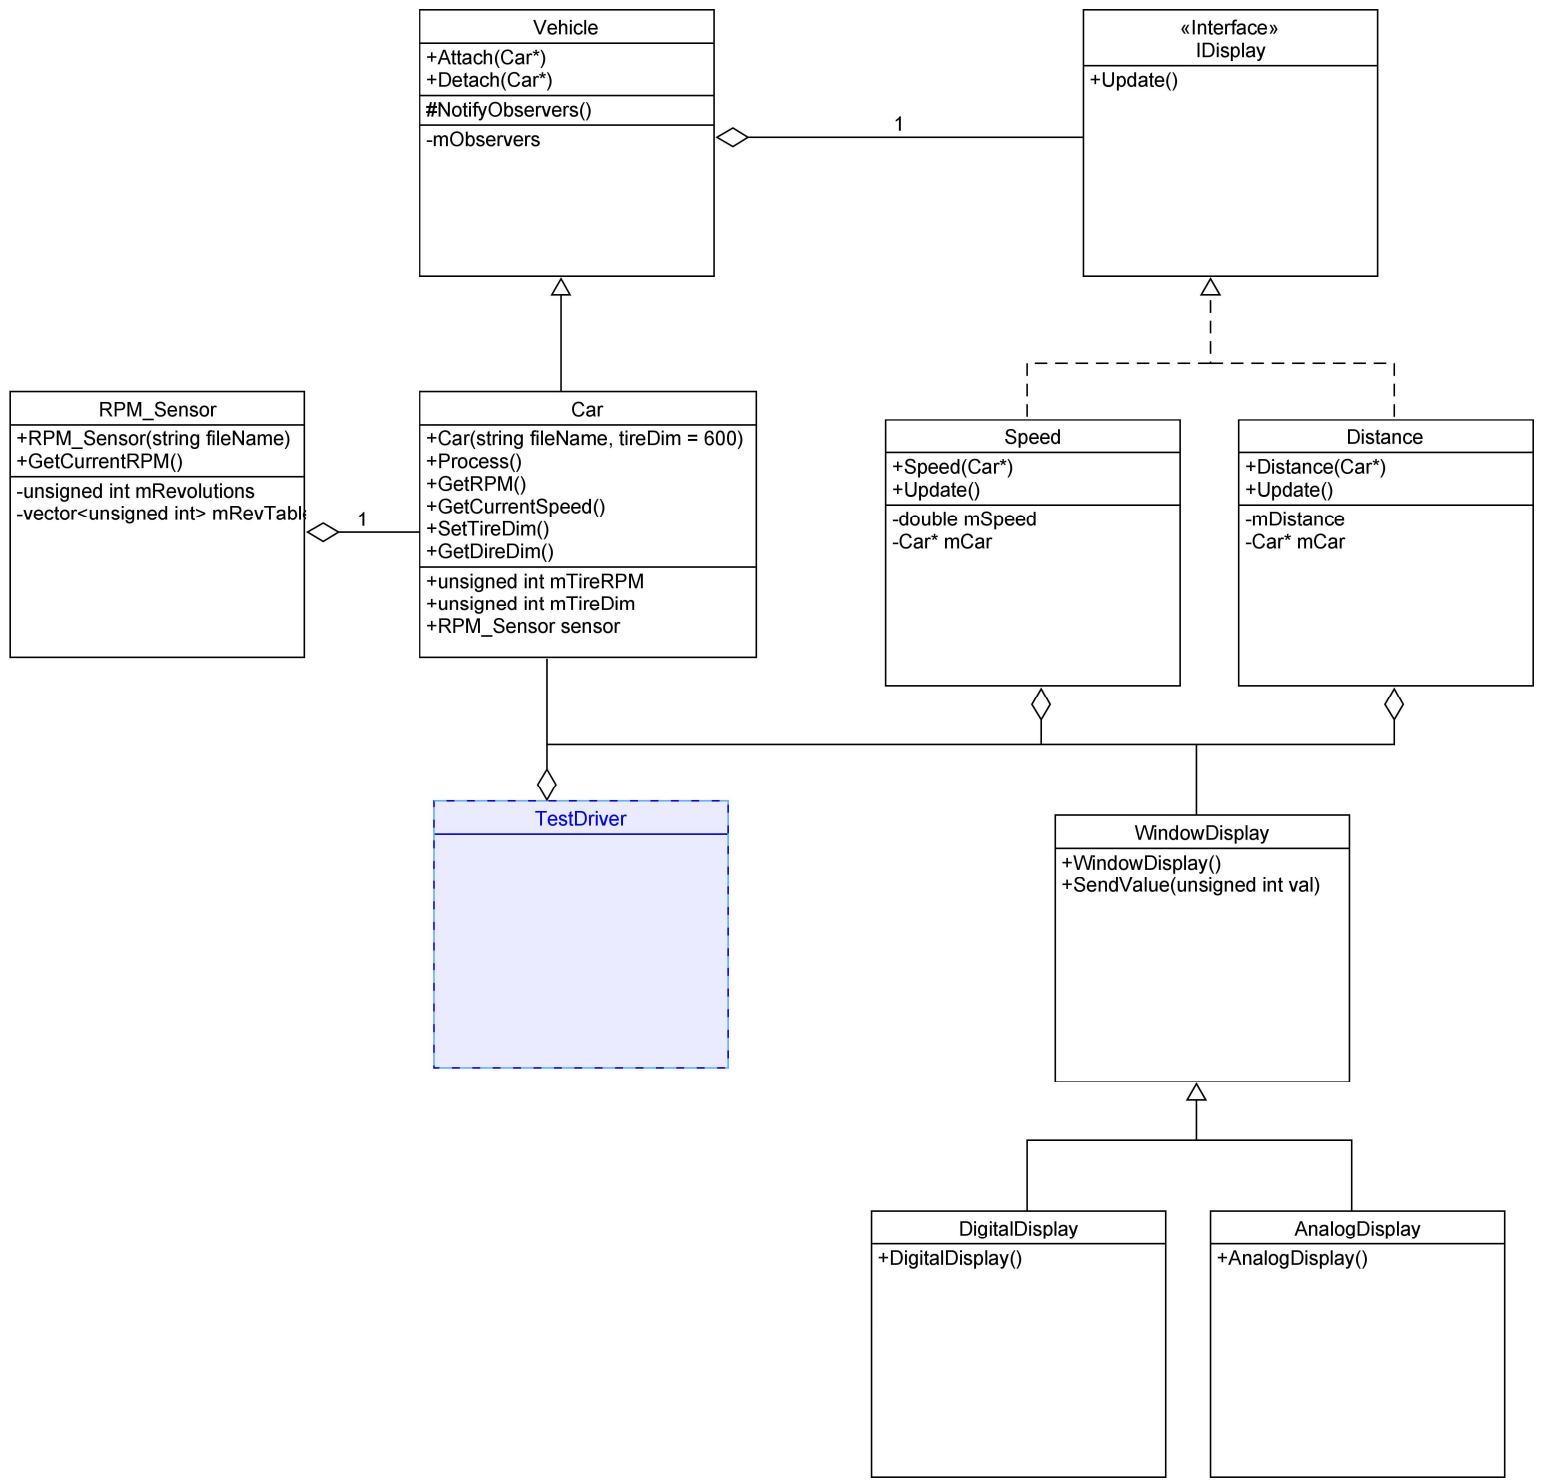 Vehicle
+Attach(Car*)
+Detach(Car*)
#NotifyObservers()
-mObservers
1
«Interface»
IDisplay
+Update()
RPM_Sensor
+RPM_Sensor(string fileName)
+GetCurrentRPM()
-unsigned int mRevolutions
-vector<unsigned int> mRevTabl
1
Car
+Car(string fileName, tireDim = 600)
+Process()
+GetRPM()
+GetCurrentSpeed()
+SetTireDim()
+GetDireDim()
+unsigned int mTireRPM
+unsigned int mTireDim
+RPM_Sensor sensor
Speed
+Speed(Car*)
+Update()
-double mSpeed
-Car* mCar
Distance
+Distance(Car*)
+Update()
-mDistance
-Car* mCar
TestDriver
WindowDisplay
+WindowDisplay()
+SendValue(unsigned int val)
DigitalDisplay
+DigitalDisplay()
AnalogDisplay
+AnalogDisplay()